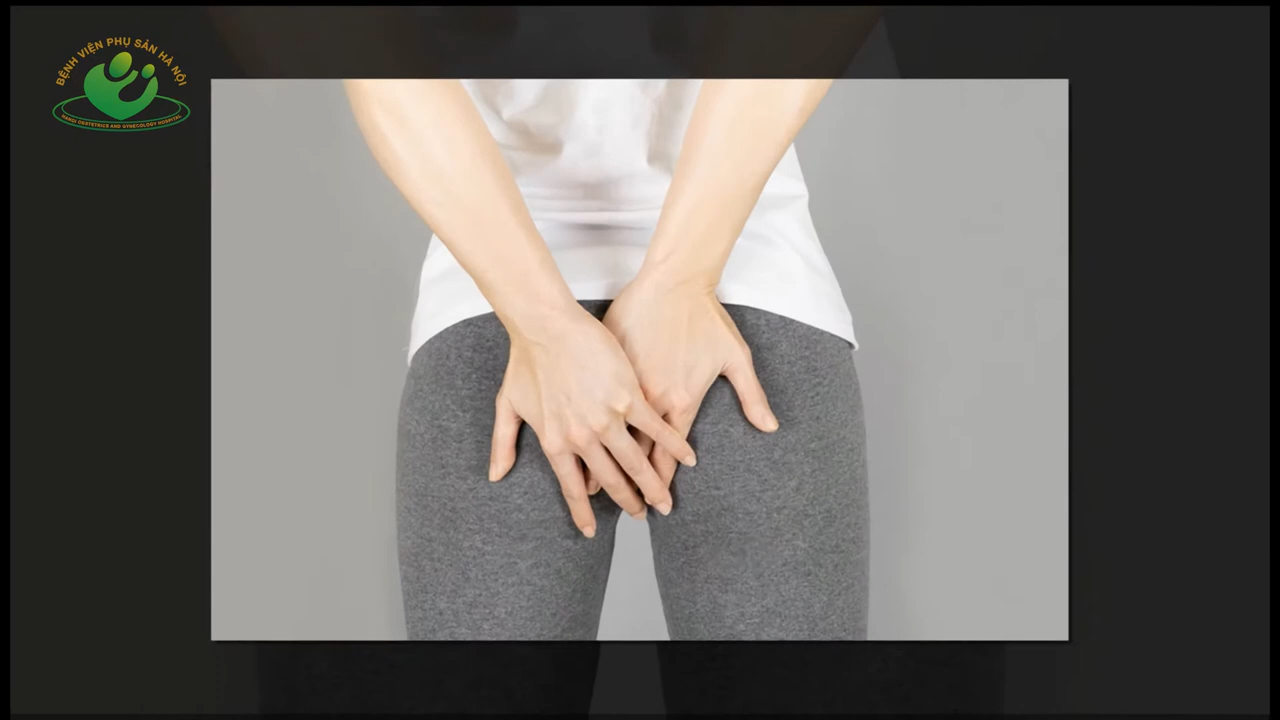 BỆNH VIỆN PHỤ SẢN HÀ NỘI
HANOI OBSTETRICS AND GYNECOLOGY HOSPITAL